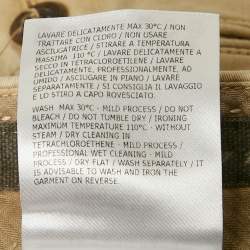 LAVARE DELICATAMENTE MAX 30°C / NON
TRATTARE CON CLORO / NON USARE
ASCIUGATRICE / STIRARE A TEMPERATURA
MASSIMA 110 °C / LAVARE DELICATAMENTE A
SECCO IN TETRACLOROETILENE / LAVARE
DELICATAMENTE, PROFESSIONALMENTE, AD
UMIDO / ASCIUGARE IN PIANO / LAVARE
SEPARATAMENTE / SI CONSIGLIA IL LAVAGGIO
E LO STIRO A CAPO ROVESCIATO.
WASH MAX 30°C - MILD PROCESS / DO NOT
BLEACH / DO NOT TUMBLE DRY / IRONING
MAXIMUM TEMPERATURE 110°C - WITHOUT
STEAM / DRY CLEANING IN
TETRACHLOROETHENE - MILD PROCESS /
PROFESSIONAL WET CLEANING - MILD
PROCESS / DRY FLAT / WASH SEPARATELY / IT
IS ADVISABLE TO WASH AND IRON THE
GARMENT ON REVERSE.